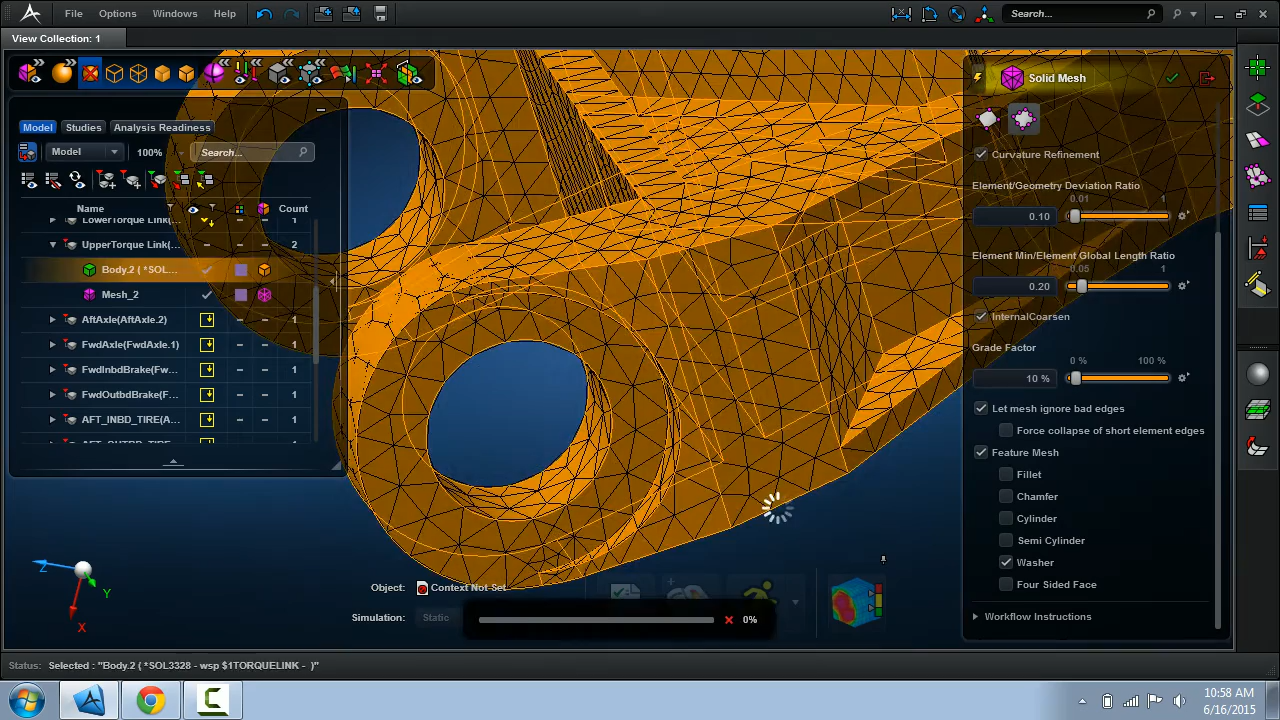 File Options Windows Help Search...
View Collection: 1
Solid Mesh
Model Studies Analysis Readiness
Model 100% Search...
Name Count
LowerTorque Link(... 1
UpperTorque Link(... 2
Body.2 ( *SOL...
Mesh_2
AftAxle(AftAxle.2) 1
FwdAxle(FwdAxle.1) 1
FwdInbdBrake(Fw... 1
FwdOutbdBrake(F... 1
AFT_INBD_TIRE(A... 1
Curvature Refinement
Element/Geometry Deviation Ratio
0.01 1
0.10
Element Min/Element Global Length Ratio
0.05 1
0.20
InternalCoarsen
Grade Factor
0 % 100 %
10 %
Let mesh ignore bad edges
Force collapse of short element edges
Feature Mesh
Fillet
Chamfer
Cylinder
Semi Cylinder
Washer
Four Sided Face
Workflow Instructions
Z
Y
X
Object: Context Not Set
Simulation: Static
0%
Status: Selected : "Body.2 ( *SOL3328 - wsp $1TORQUELINK - )"
10:58 AM
6/16/2015